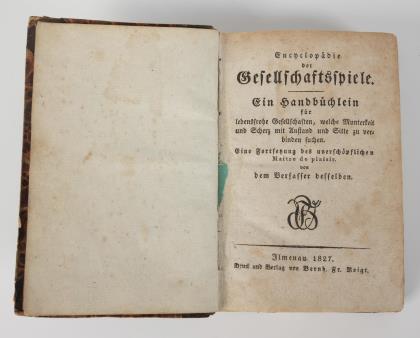 Encyclopädie
der
Gesellschaftsspiele.
Ein Handbüchlein
für
lebensfrohe Gesellschaften, welche Munterkeit
und Scherz mit Anstand und Sitte zu ver-
binden suchen.
Eine Fortsetzung des unerschöpflichen
Maitre de plaisir.
von
dem Verfasser desselben.
Ilmenau 1827.
Druck und Verlag von Bernh. Fr. Voigt.